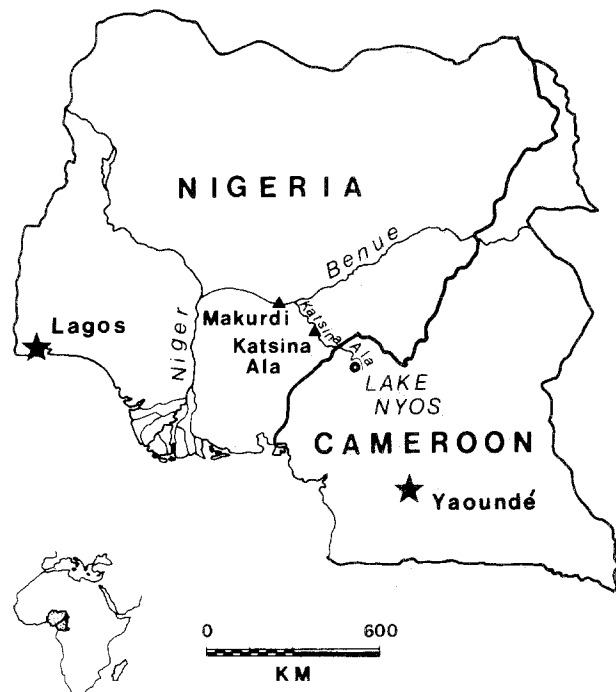 NIGERIA
Benue
Niger
Lagos
Makurdi
Katsina
Ala
Katsina Ala
LAKE
NYOS
CAMEROON
Yaoundé
0 600
KM